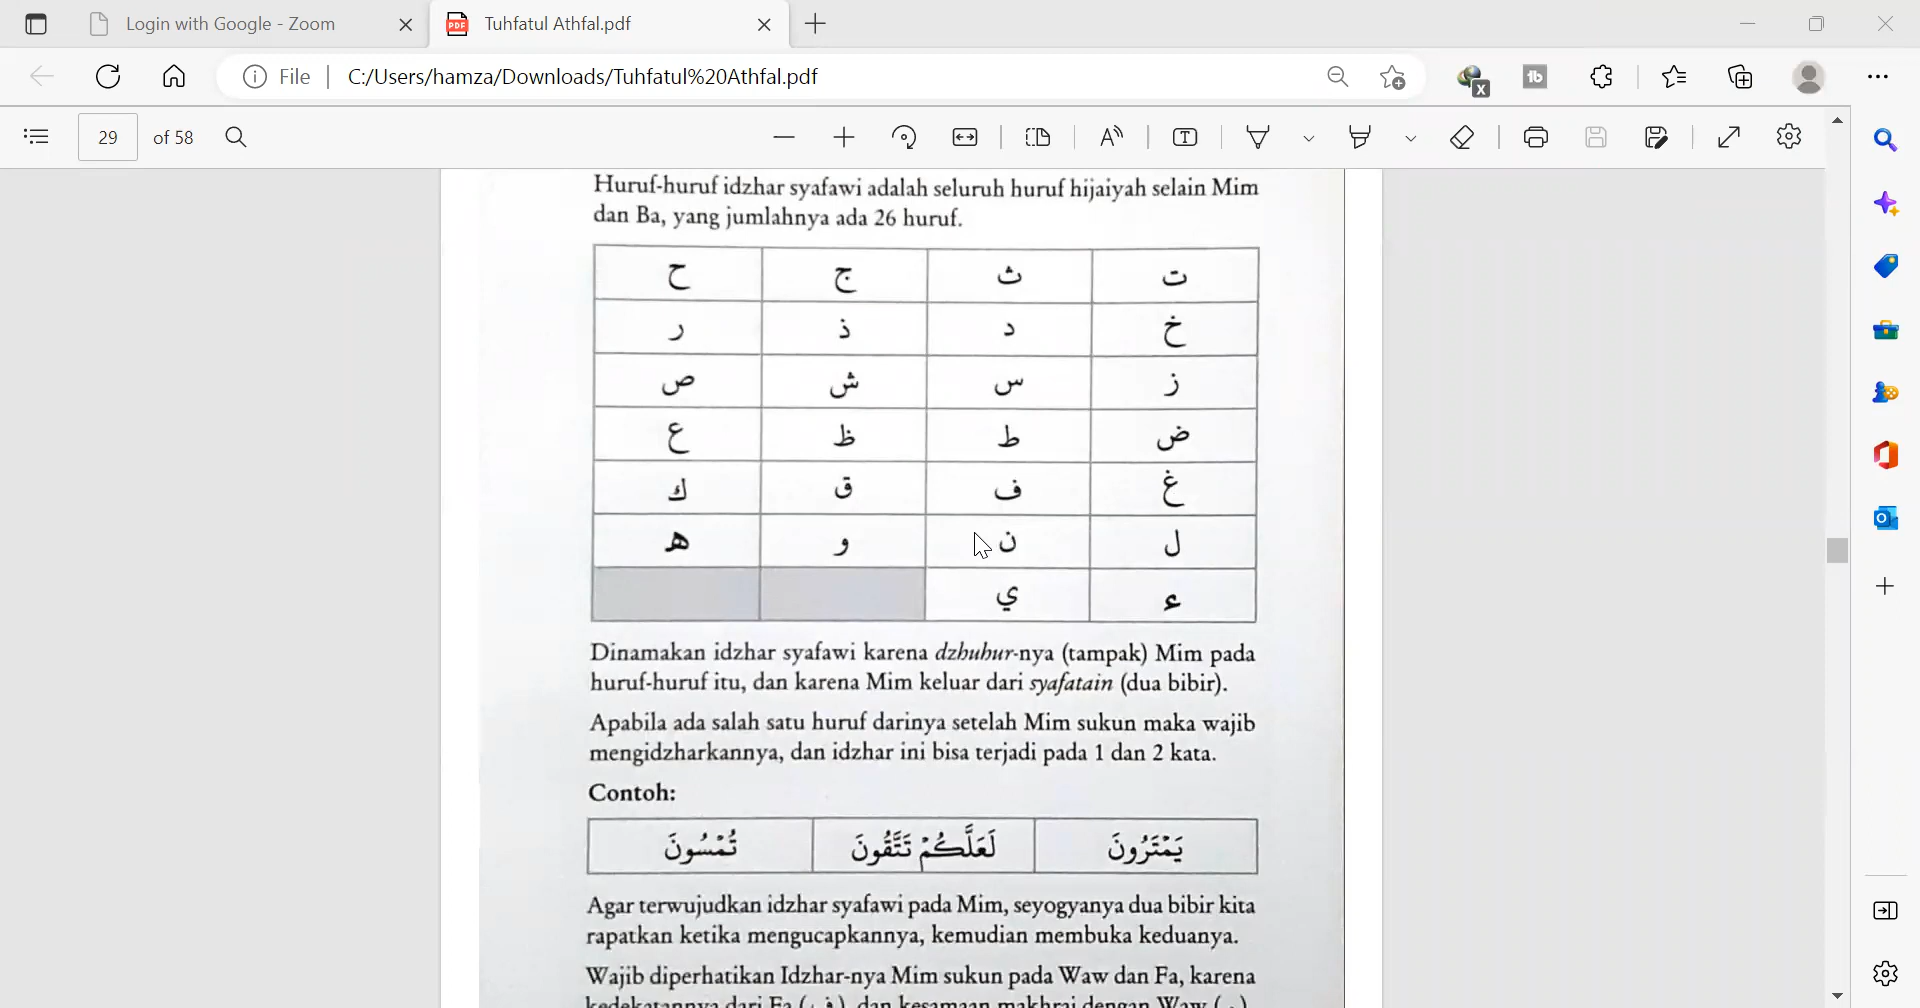 Login with Google - Zoom
Tuhfatul Athfal.pdf
File
C:/Users/hamza/Downloads/Tuhfatul%20Athfal.pdf
29 of 58
Huruf-huruf idzhar syafawi adalah seluruh huruf hijaiyah selain Mim
dan Ba, yang jumlahnya ada 26 huruf.
ت ث ج ح
خ د ذ ر
ز س ش ص
ض ط ظ ع
غ ف ق ك
ل ن و ه
ء ي
Dinamakan idzhar syafawi karena dzhuhur-nya (tampak) Mim pada
huruf-huruf itu, dan karena Mim keluar dari syafatain (dua bibir).
Apabila ada salah satu huruf darinya setelah Mim sukun maka wajib
mengidzharkannya, dan idzhar ini bisa terjadi pada 1 dan 2 kata.
Contoh:
يَمْتَرُونَ لَعَلَّكُمْ تَتَّقُونَ تُمْسُونَ
Agar terwujudkan idzhar syafawi pada Mim, seyogyanya dua bibir kita
rapatkan ketika mengucapkannya, kemudian membuka keduanya.
Wajib diperhatikan Idzhar-nya Mim sukun pada Waw dan Fa, karena
kedekatannya dari Fa (ف), dan kesamaan makhraj dengan Waw (و)